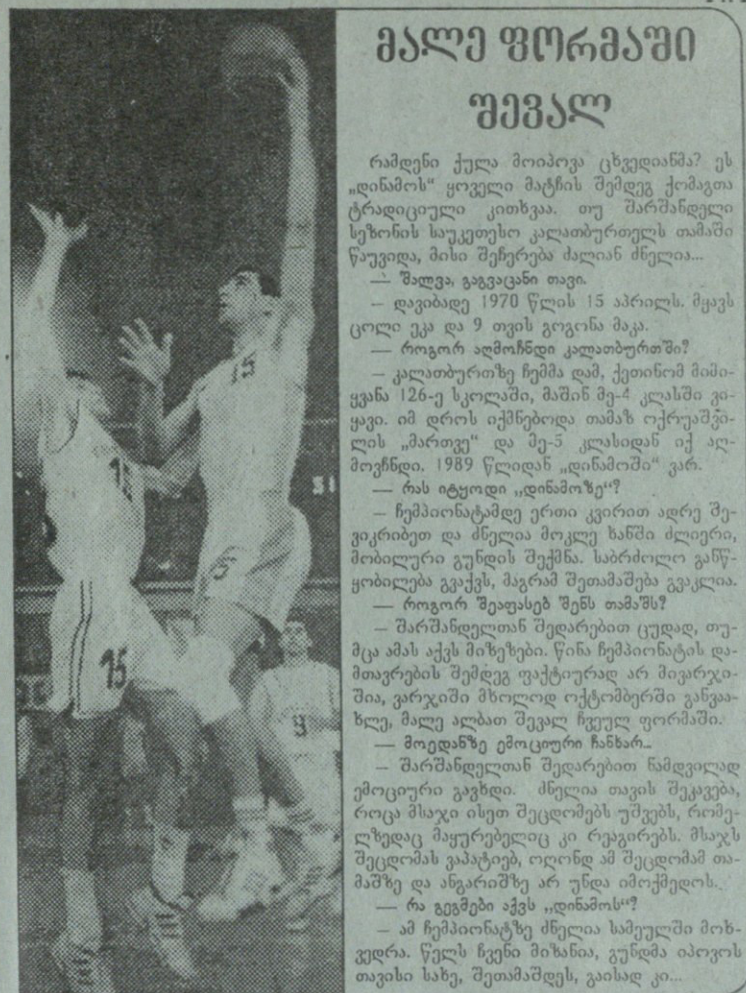 მალე ფორმაში
შევალ
რამდენი ქულა მოიპოვა ცხვედიანმა? ეს
„დინამოს“ ყოველი მატჩის შემდეგ ქომაგთა
ტრადიციული კითხვაა. თუ შარშანდელი
სეზონის საუკეთესო კალათბურთელს თამაში
წაუვიდა, მისი შეჩერება ძალიან ძნელია...
— შალვა, გაგვაცანი თავი.
— დავიბადე 1970 წლის 15 აპრილს. მყავს
ცოლი ეკა და 9 თვის გოგონა მაკა.
— როგორ აღმოჩნდი კალათბურთში?
— კალათბურთზე ჩემმა დამ, ქეთინომ მიმი-
ყვანა 126-ე სკოლაში, მაშინ მე-4 კლასში ვი-
ყავი. იმ დროს იქმნებოდა თამაზ ოქრუაშვი-
ლის „მართვე“ და მე-5 კლასიდან იქ აღ-
მოვჩნდი. 1989 წლიდან „დინამოში“ ვარ.
— რას იტყოდი „დინამოზე“?
— ჩემპიონატამდე ერთი კვირით ადრე შე-
ვიკრიბეთ და ძნელია მოკლე ხანში ძლიერი,
მობილური გუნდის შექმნა. საბრძოლო განწ-
ყობილება გვაქვს, მაგრამ შეთამაშება გვაკლია.
— როგორ შეაფასებ შენს თამაშს?
— შარშანდელთან შედარებით ცუდად, თუ-
მცა ამას აქვს მიზეზები. წინა ჩემპიონატის და-
მთავრების შემდეგ ფაქტიურად არ მივარჯი-
შია, ვარჯიში მხოლოდ ოქტომბერში განვაა-
ხლე, მალე ალბათ შევალ ჩვეულ ფორმაში.
— მოედანზე ემოციური ჩანხარ...
— შარშანდელთან შედარებით ნამდვილად
ემოციური გავხდი. ძნელია თავის შეკავება,
როცა მსაჯი ისეთ შეცდომებს უშვებს, რომე-
ლზედაც მაყურებელიც კი რეაგირებს. მსაჯს
შეცდომას ვაპატიებ, ოღონდ ამ შეცდომამ თა-
მაშზე და ანგარიშზე არ უნდა იმოქმედოს.
— რა გეგმები აქვს „დინამოს“?
— ამ ჩემპიონატზე ძნელია სამეულში მოხ-
ვედრა. წელს ჩვენი მიზანია, გუნდმა იპოვოს
თავისი სახე, შეთამაშდეს, გაისად კი...
15
15
9